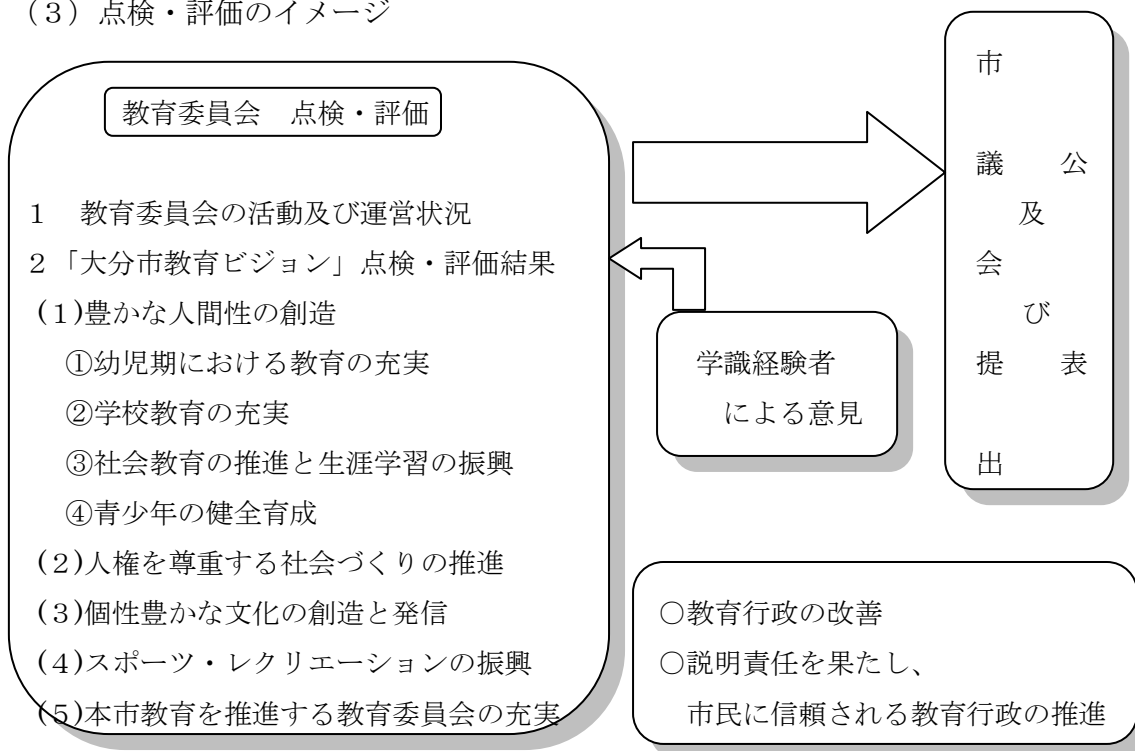 （３）点検・評価のイメージ
教育委員会　点検・評価
１　教育委員会の活動及び運営状況
２「大分市教育ビジョン」点検・評価結果
(１)豊かな人間性の創造
①幼児期における教育の充実
②学校教育の充実
③社会教育の推進と生涯学習の振興
④青少年の健全育成
(２)人権を尊重する社会づくりの推進
(３)個性豊かな文化の創造と発信
(４)スポーツ・レクリエーションの振興
(５)本市教育を推進する教育委員会の充実
学識経験者
による意見
市議会提出
及び
公表
○教育行政の改善
○説明責任を果たし、
市民に信頼される教育行政の推進